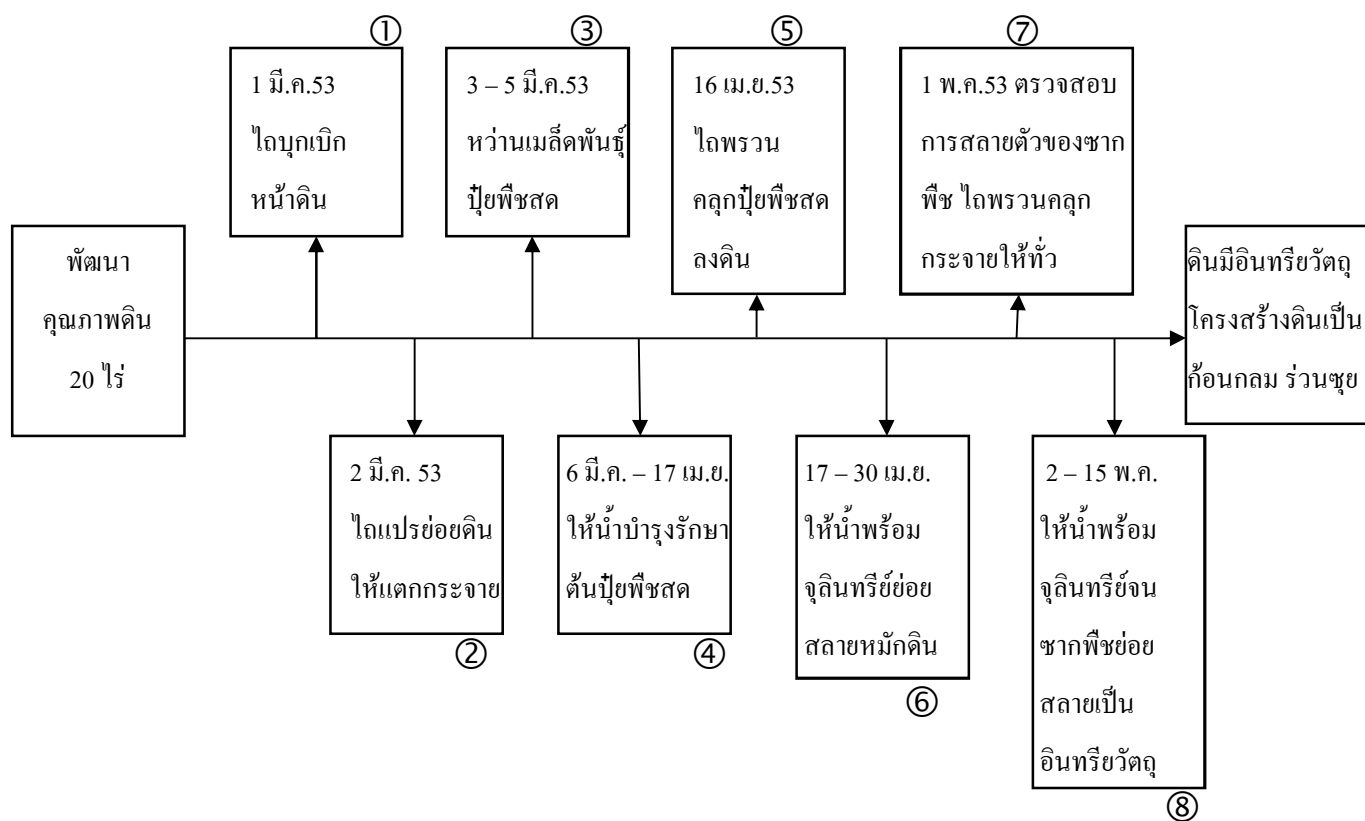 พัฒนา
คุณภาพดิน
20 ไร่
①
1 มี.ค.53
ไถบุกเบิก
หน้าดิน
2 มี.ค. 53
ไถแปรย่อยดิน
ให้แตกกระจาย
②
③
3 – 5 มี.ค.53
หว่านเมล็ดพันธุ์
ปุ๋ยพืชสด
6 มี.ค. – 17 เม.ย.
ให้น้ำบำรุงรักษา
ต้นปุ๋ยพืชสด
④
⑤
16 เม.ย.53
ไถพรวน
คลุกปุ๋ยพืชสด
ลงดิน
17 – 30 เม.ย.
ให้น้ำพร้อม
จุลินทรีย์ย่อย
สลายหมักดิน
⑥
⑦
1 พ.ค.53 ตรวจสอบ
การสลายตัวของซาก
พืช ไถพรวนคลุก
กระจายให้ทั่ว
2 – 15 พ.ค.
ให้น้ำพร้อม
จุลินทรีย์จน
ซากพืชย่อย
สลายเป็น
อินทรียวัตถุ
⑧
ดินมีอินทรียวัตถุ
โครงสร้างดินเป็น
ก้อนกลม ร่วนซุย